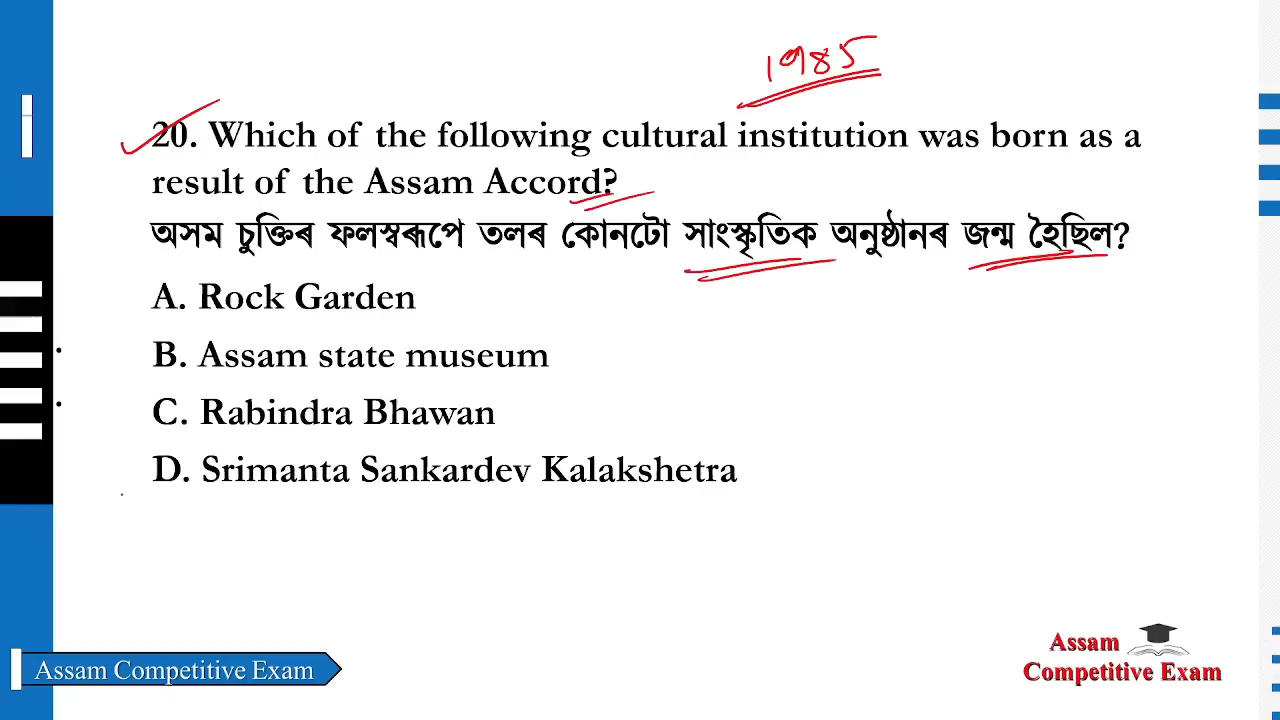 1985
20. Which of the following cultural institution was born as a
result of the Assam Accord?
অসম চুক্তিৰ ফলস্বৰূপে তলৰ কোনটো সাংস্কৃতিক অনুষ্ঠানৰ জন্ম হৈছিল?
A. Rock Garden
B. Assam state museum
C. Rabindra Bhawan
D. Srimanta Sankardev Kalakshetra
Assam Competitive Exam
Assam
Competitive Exam